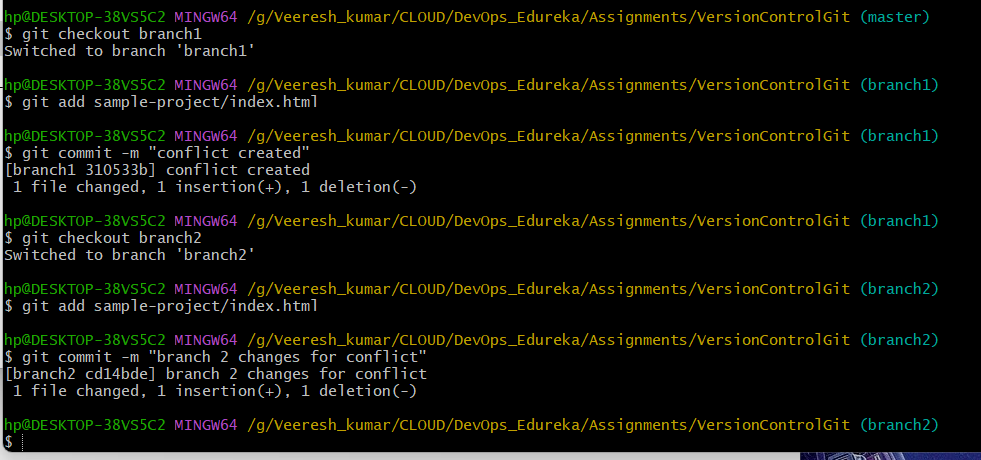 hp@DESKTOP-38VS5C2 MINGW64 /g/Veeresh_kumar/CLOUD/DevOps_Edureka/Assignments/VersionControlGit (master)
$ git checkout branch1
Switched to branch 'branch1'
hp@DESKTOP-38VS5C2 MINGW64 /g/Veeresh_kumar/CLOUD/DevOps_Edureka/Assignments/VersionControlGit (branch1)
$ git add sample-project/index.html
hp@DESKTOP-38VS5C2 MINGW64 /g/Veeresh_kumar/CLOUD/DevOps_Edureka/Assignments/VersionControlGit (branch1)
$ git commit -m "conflict created"
[branch1 310533b] conflict created
 1 file changed, 1 insertion(+), 1 deletion(-)
hp@DESKTOP-38VS5C2 MINGW64 /g/Veeresh_kumar/CLOUD/DevOps_Edureka/Assignments/VersionControlGit (branch1)
$ git checkout branch2
Switched to branch 'branch2'
hp@DESKTOP-38VS5C2 MINGW64 /g/Veeresh_kumar/CLOUD/DevOps_Edureka/Assignments/VersionControlGit (branch2)
$ git add sample-project/index.html
hp@DESKTOP-38VS5C2 MINGW64 /g/Veeresh_kumar/CLOUD/DevOps_Edureka/Assignments/VersionControlGit (branch2)
$ git commit -m "branch 2 changes for conflict"
[branch2 cd14bde] branch 2 changes for conflict
 1 file changed, 1 insertion(+), 1 deletion(-)
hp@DESKTOP-38VS5C2 MINGW64 /g/Veeresh_kumar/CLOUD/DevOps_Edureka/Assignments/VersionControlGit (branch2)
$